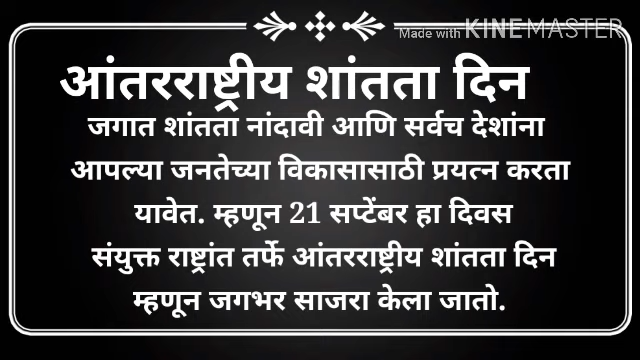 Made with KINEMASTER
आंतरराष्ट्रीय शांतता दिन
जगात शांतता नांदावी आणि सर्वच देशांना
आपल्या जनतेच्या विकासासाठी प्रयत्न करता
यावेत. म्हणून 21 सप्टेंबर हा दिवस
संयुक्त राष्ट्रांत तर्फे आंतरराष्ट्रीय शांतता दिन
म्हणून जगभर साजरा केला जातो.